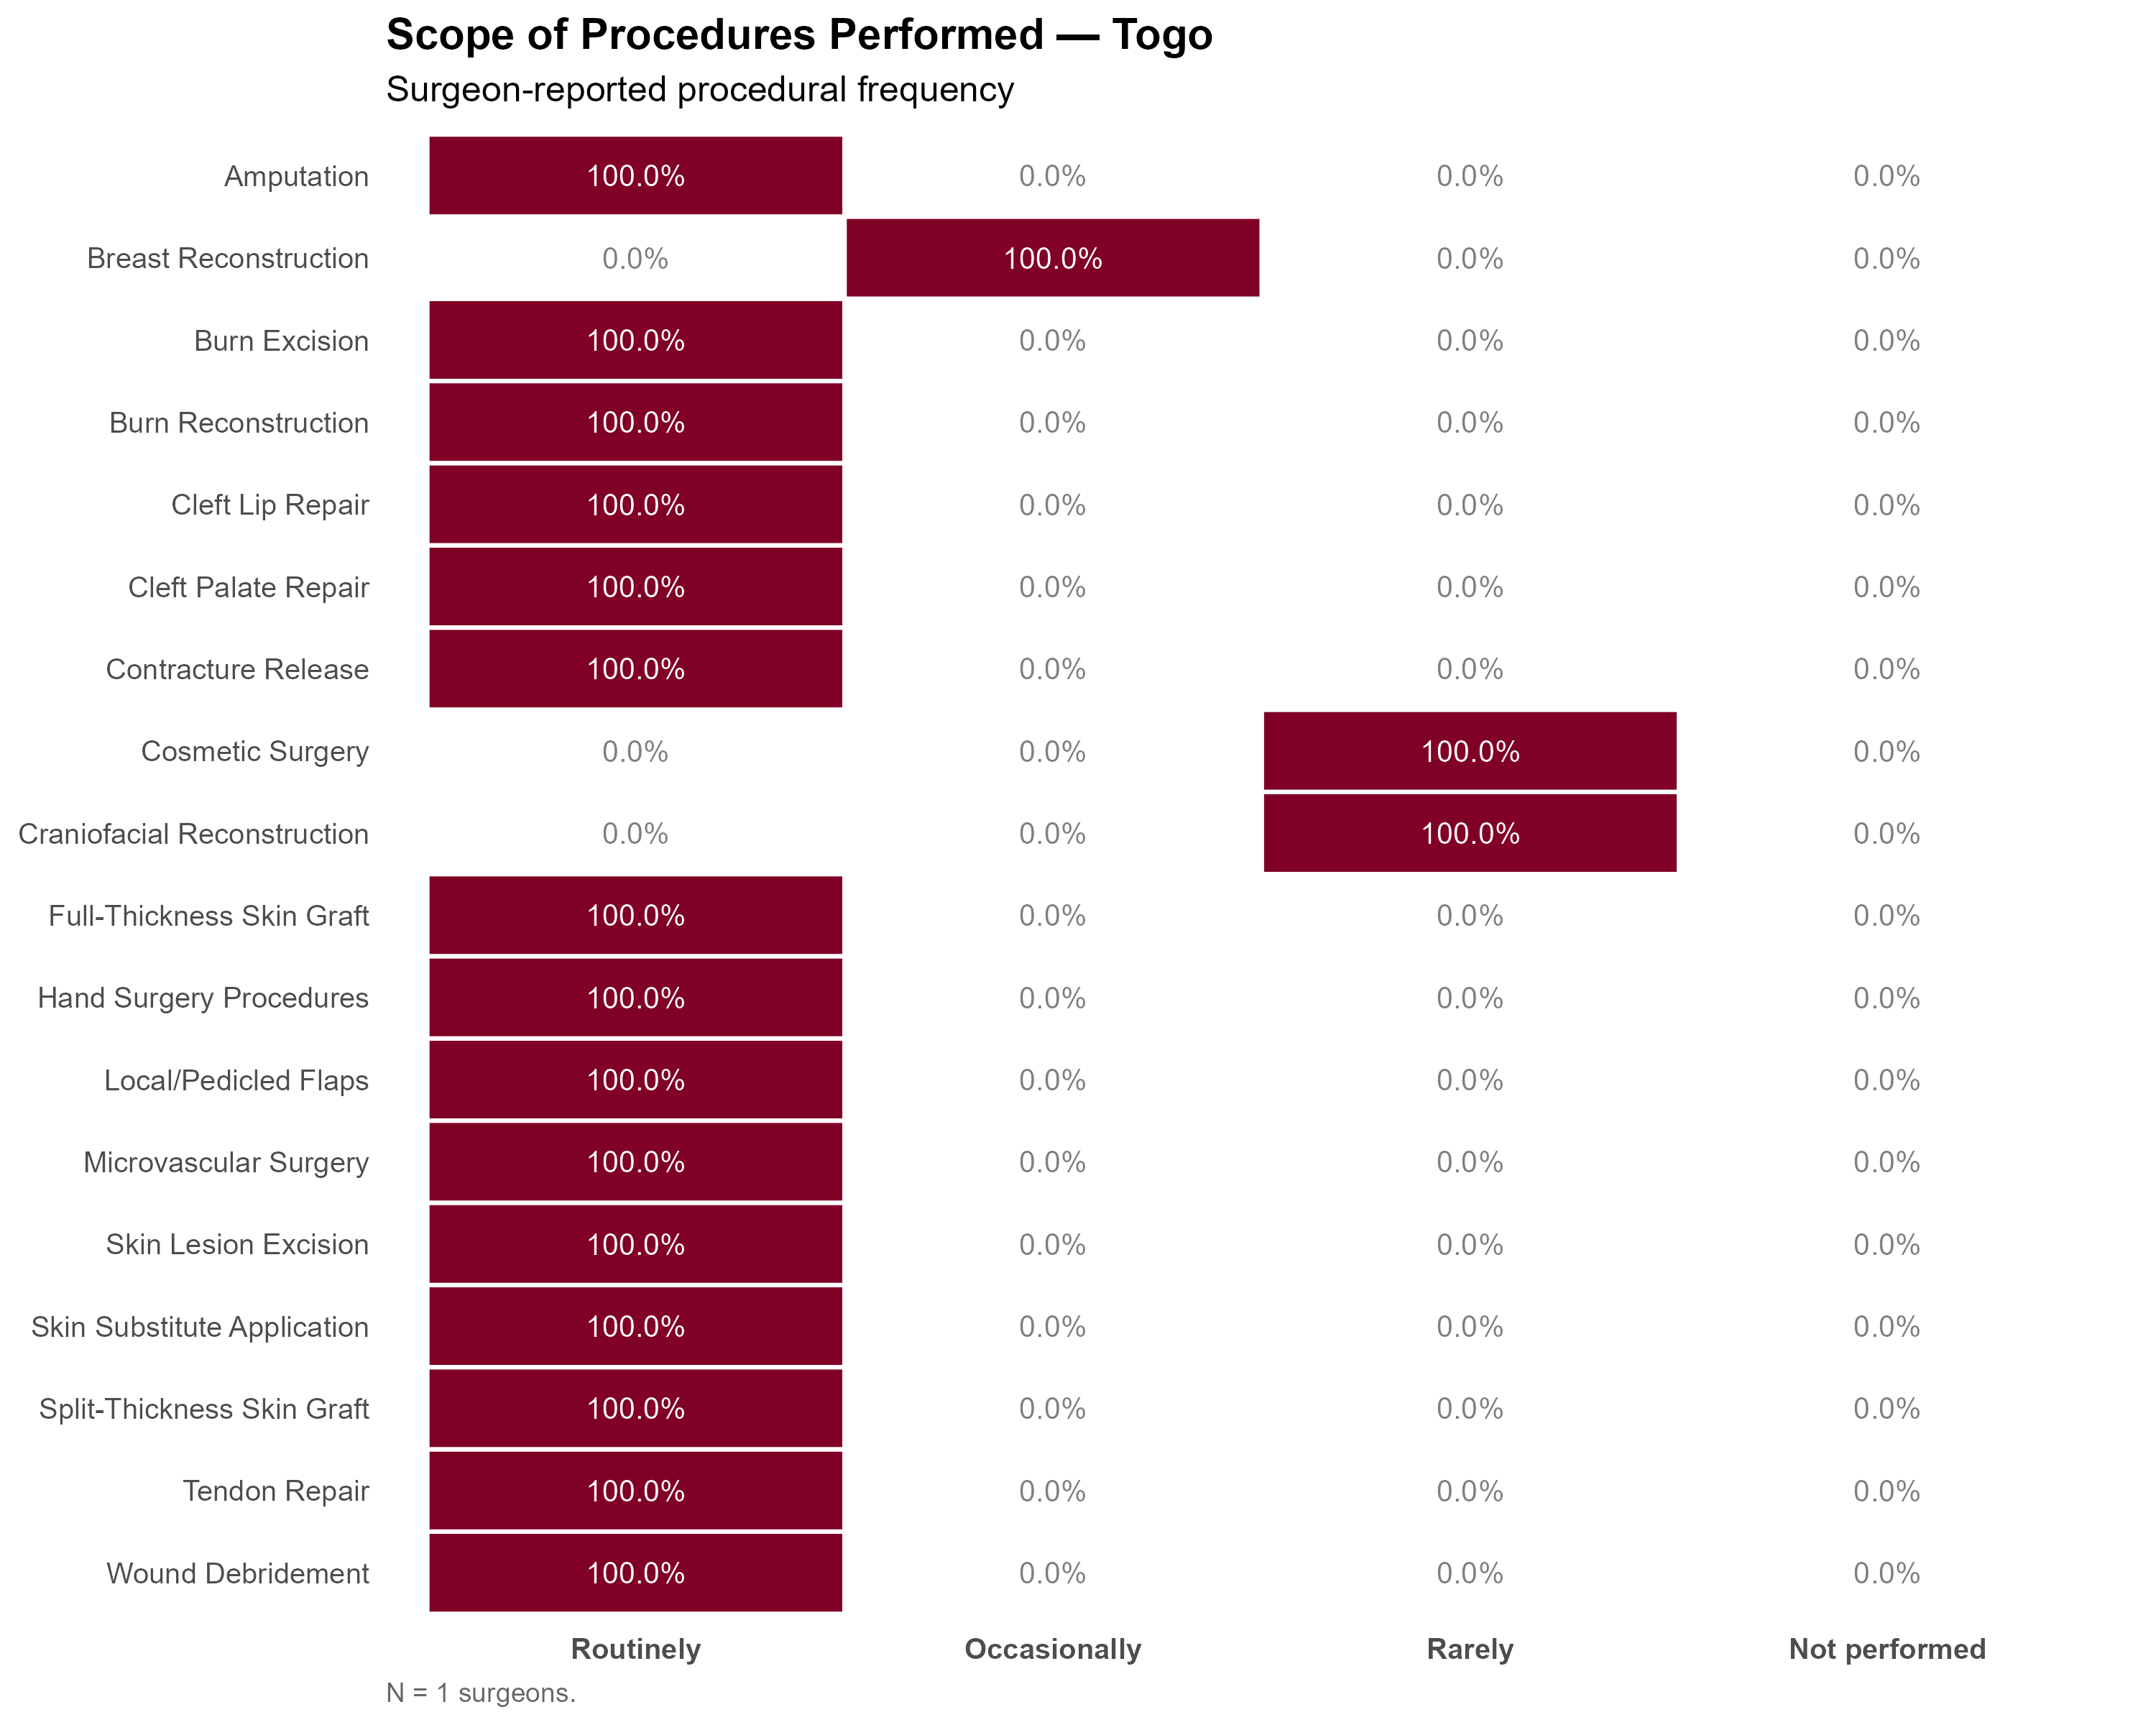 Scope of Procedures Performed — Togo
Surgeon-reported procedural frequency
Amputation 100.0% 0.0% 0.0% 0.0%
Breast Reconstruction 0.0% 100.0% 0.0% 0.0%
Burn Excision 100.0% 0.0% 0.0% 0.0%
Burn Reconstruction 100.0% 0.0% 0.0% 0.0%
Cleft Lip Repair 100.0% 0.0% 0.0% 0.0%
Cleft Palate Repair 100.0% 0.0% 0.0% 0.0%
Contracture Release 100.0% 0.0% 0.0% 0.0%
Cosmetic Surgery 0.0% 0.0% 100.0% 0.0%
Craniofacial Reconstruction 0.0% 0.0% 100.0% 0.0%
Full-Thickness Skin Graft 100.0% 0.0% 0.0% 0.0%
Hand Surgery Procedures 100.0% 0.0% 0.0% 0.0%
Local/Pedicled Flaps 100.0% 0.0% 0.0% 0.0%
Microvascular Surgery 100.0% 0.0% 0.0% 0.0%
Skin Lesion Excision 100.0% 0.0% 0.0% 0.0%
Skin Substitute Application 100.0% 0.0% 0.0% 0.0%
Split-Thickness Skin Graft 100.0% 0.0% 0.0% 0.0%
Tendon Repair 100.0% 0.0% 0.0% 0.0%
Wound Debridement 100.0% 0.0% 0.0% 0.0%
Routinely Occasionally Rarely Not performed
N = 1 surgeons.